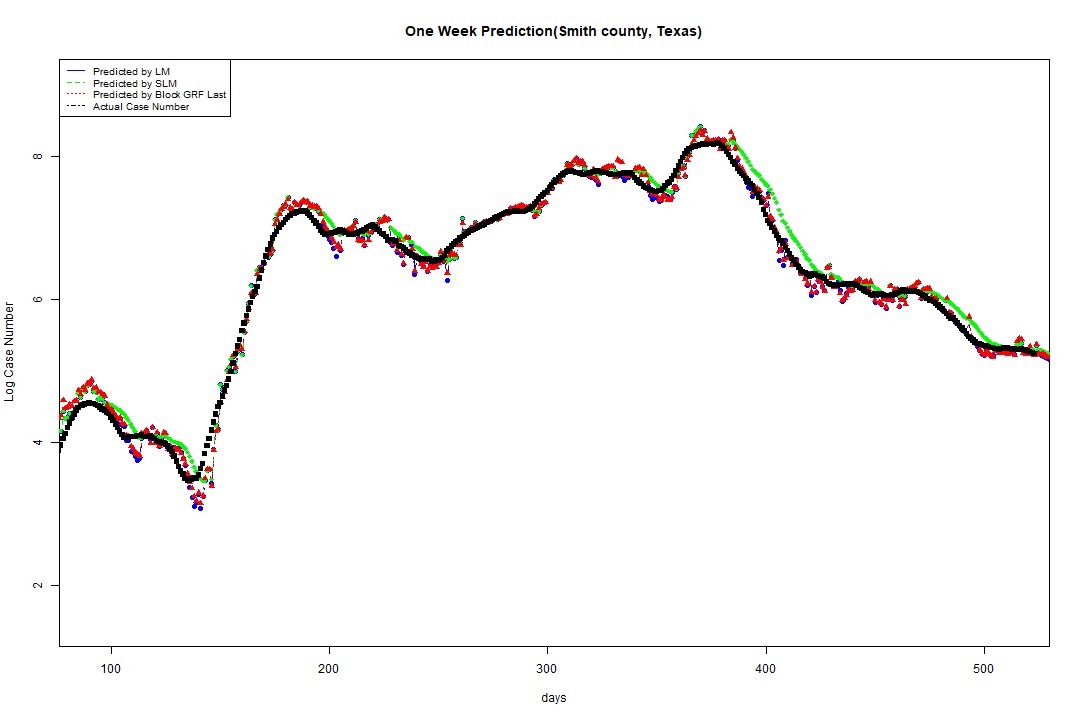 One Week Prediction(Smith county, Texas)
Predicted by LM
Predicted by SLM
Predicted by Block GRF Last
Actual Case Number
Log Case Number
8
6
4
2
100 200 300 400 500
days